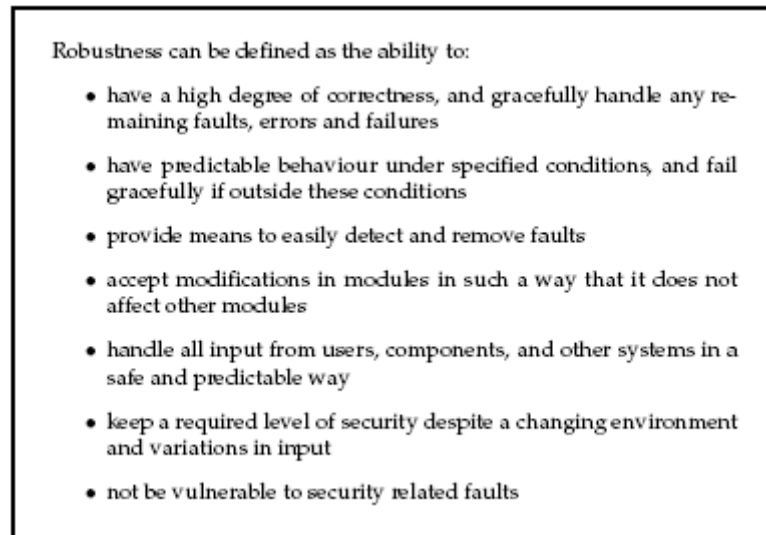 Robustness can be defined as the ability to:
• have a high degree of correctness, and gracefully handle any re-
maining faults, errors and failures
• have predictable behaviour under specified conditions, and fail
gracefully if outside these conditions
• provide means to easily detect and remove faults
• accept modifications in modules in such a way that it does not
affect other modules
• handle all input from users, components, and other systems in a
safe and predictable way
• keep a required level of security despite a changing environment
and variations in input
• not be vulnerable to security related faults